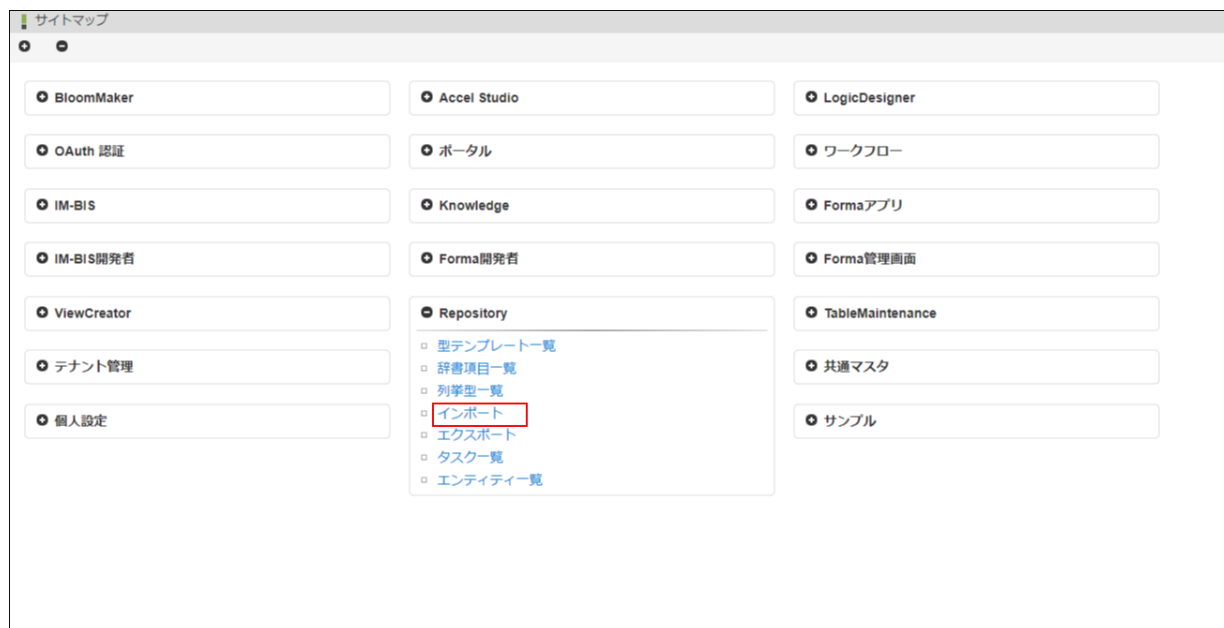 サイトマップ
BloomMaker
Accel Studio
LogicDesigner
OAuth 認証
ポータル
ワークフロー
IM-BIS
Knowledge
Formaアプリ
IM-BIS開発者
Forma開発者
Forma管理画面
ViewCreator
Repository
TableMaintenance
型テンプレート一覧
辞書項目一覧
列挙型一覧
インポート
エクスポート
タスク一覧
エンティティ一覧
テナント管理
共通マスタ
個人設定
サンプル